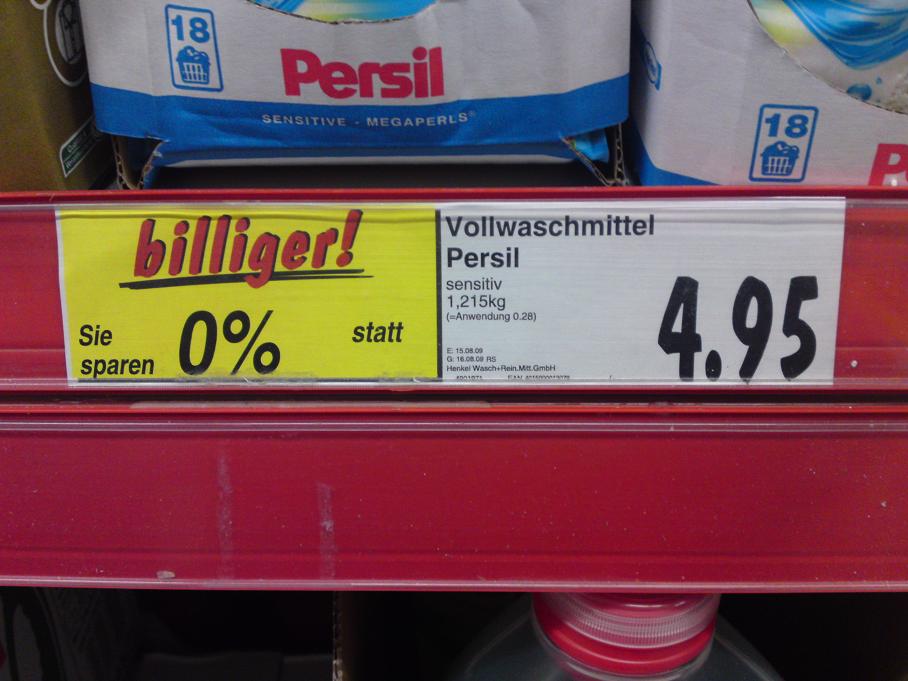 18
Persil
SENSITIVE - MEGAPERLS®
18
billiger!
Sie sparen 0% statt
Vollwaschmittel
Persil
sensitiv
1,215kg
(=Anwendung 0.28)
4.95
E: 15.08.09
G: 16.08.09 RS
Henkel Wasch+Rein.Mitt.GmbH